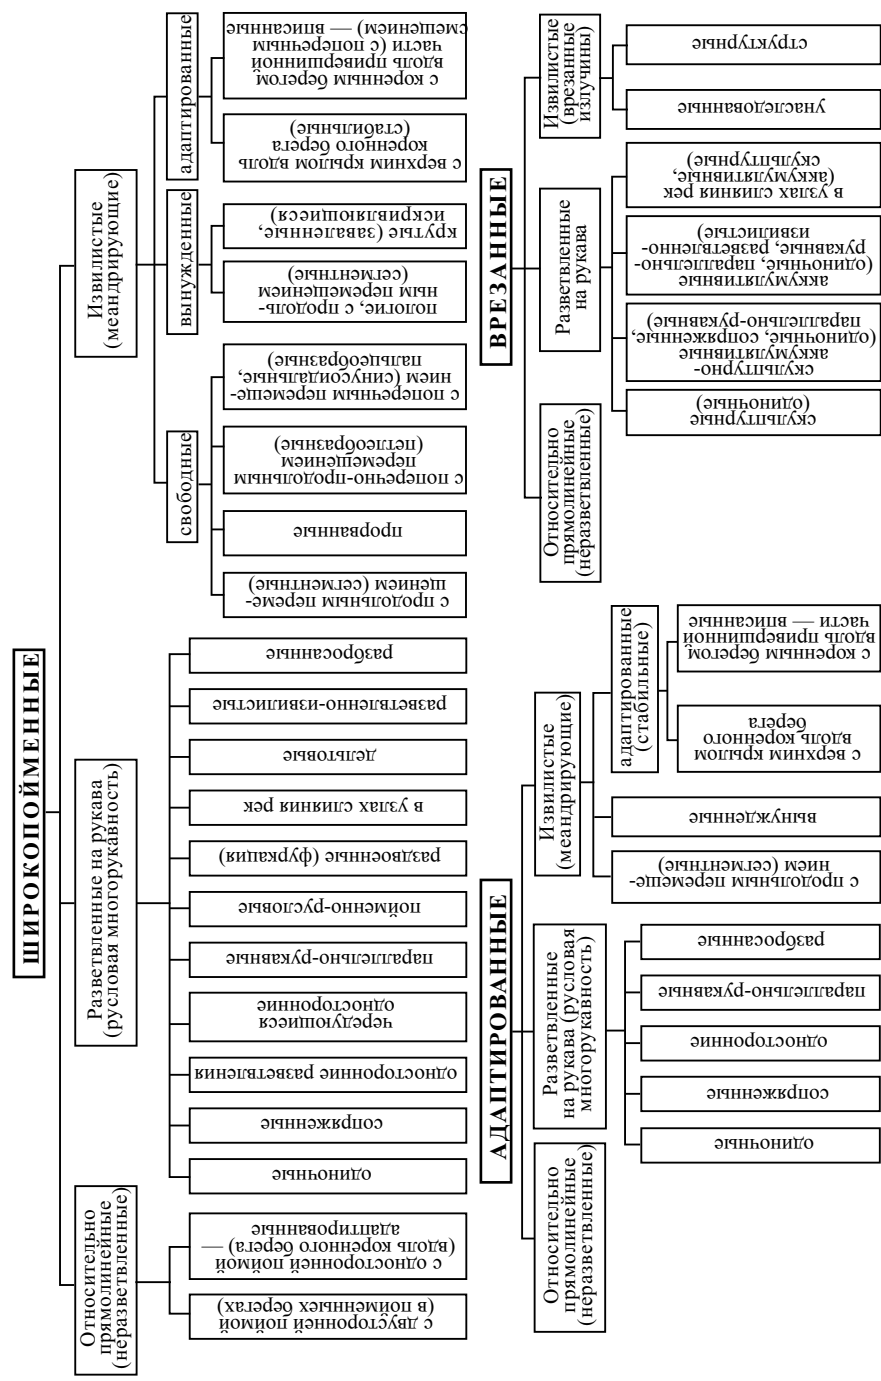 ШИРОКОПОЙМЕННЫЕ
Относительно
прямолинейные
(неразветвленные)
с двусторонней поймой
(в пойменных берегах)
с односторонней поймой
(вдоль коренного берега) —
адаптированные
Разветвленные на рукава
(русловая многорукавность)
одиночные
сопряженные
односторонние разветвления
чередующиеся
односторонние
параллельно-рукавные
пойменно-русловые
раздвоенные (фуркация)
в узлах слияния рек
дельтовые
разветвленно-извилистые
разбросанные
Извилистые
(меандрирующие)
свободные
с продольным переме-
щением (сегментные)
прорванные
с поперечно-продольным
перемещением
(петлеобразные)
с поперечным перемеще-
нием (синусоидальные,
пальцеобразные)
вынужденные
пологие, с продоль-
ным перемещением
(сегментные)
крутые (заваленные,
искривляющиеся)
адаптированные
с верхним крылом вдоль
коренного берега
(стабильные)
с коренным берегом
вдоль привершинной
части (с поперечным
смещением) — вписанные
АДАПТИРОВАННЫЕ
Относительно
прямолинейные
(неразветвленные)
Разветвленные
на рукава (русловая
многорукавность)
одиночные
сопряженные
односторонние
параллельно-рукавные
разбросанные
Извилистые
(меандрирующие)
с продольным перемеще-
нием (сегментные)
вынужденные
адаптированные
(стабильные)
с верхним крылом
вдоль коренного
берега
с коренным берегом
вдоль привершинной
части — вписанные
ВРЕЗАННЫЕ
Относительно
прямолинейные
(неразветвленные)
Разветвленные
на рукава
скульптурные
(одиночные)
скульптурно-
аккумулятивные
(одиночные, сопряженные,
параллельно-рукавные)
аккумулятивные
(одиночные, параллельно-
рукавные, разветвленно-
извилистые)
в узлах слияния рек
(аккумулятивные,
скульптурные)
Извилистые
(врезанные
излучины)
унаследованные
структурные